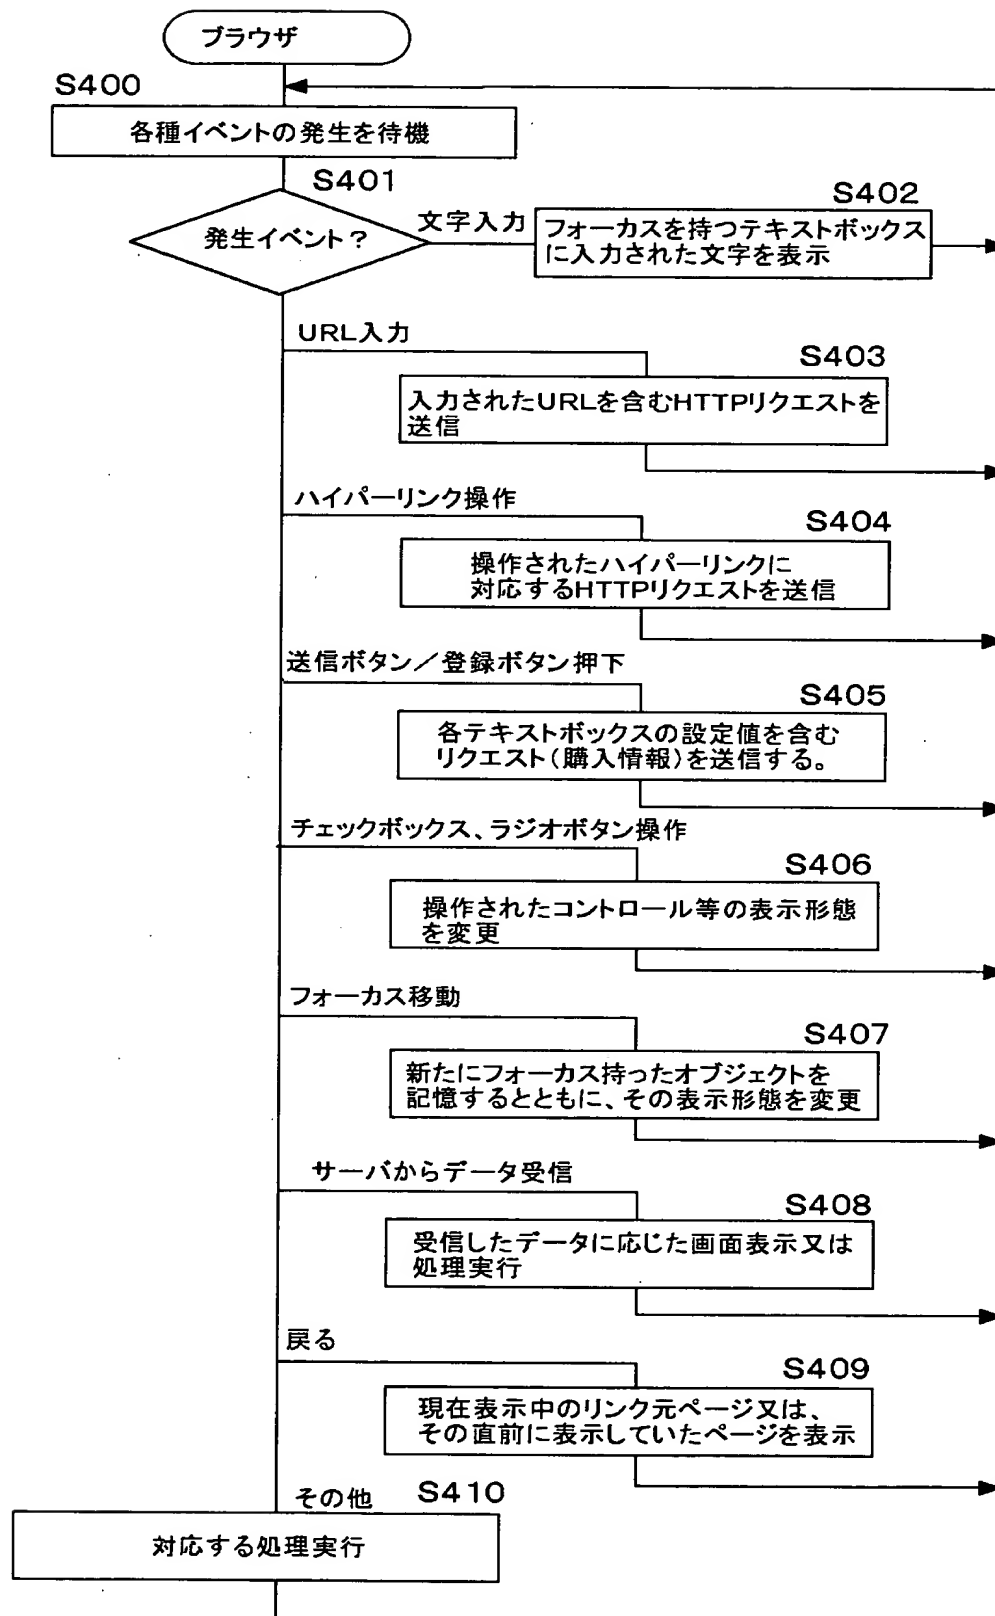 ブラウザ
S400
各種イベントの発生を待機
S401
発生イベント？
文字入力
S402
フォーカスを持つテキストボックス
に入力された文字を表示
URL入力
S403
入力されたURLを含むHTTPリクエストを
送信
ハイパーリンク操作
S404
操作されたハイパーリンクに
対応するHTTPリクエストを送信
送信ボタン／登録ボタン押下
S405
各テキストボックスの設定値を含む
リクエスト（購入情報）を送信する。
チェックボックス、ラジオボタン操作
S406
操作されたコントロール等の表示形態
を変更
フォーカス移動
S407
新たにフォーカス持ったオブジェクトを
記憶するとともに、その表示形態を変更
サーバからデータ受信
S408
受信したデータに応じた画面表示又は
処理実行
戻る
S409
現在表示中のリンク元ページ又は、
その直前に表示していたページを表示
その他
S410
対応する処理実行